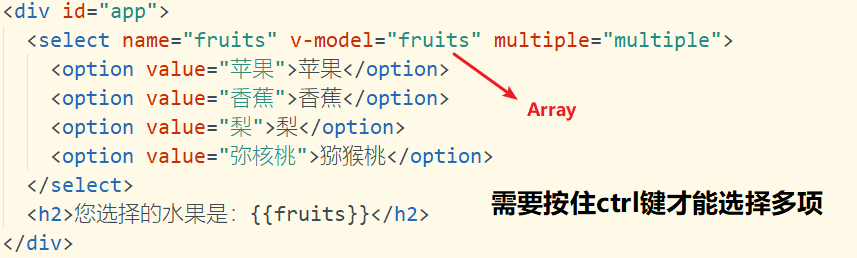 <div id="app">
<select name="fruits" v-model="fruits" multiple="multiple">
<option value="苹果">苹果</option>
<option value="香蕉">香蕉</option>
<option value="梨">梨</option>
<option value="弥核桃">猕猴桃</option>
</select>
<h2>您选择的水果是：{{fruits}}</h2>
</div>
Array
需要按住ctrl键才能选择多项